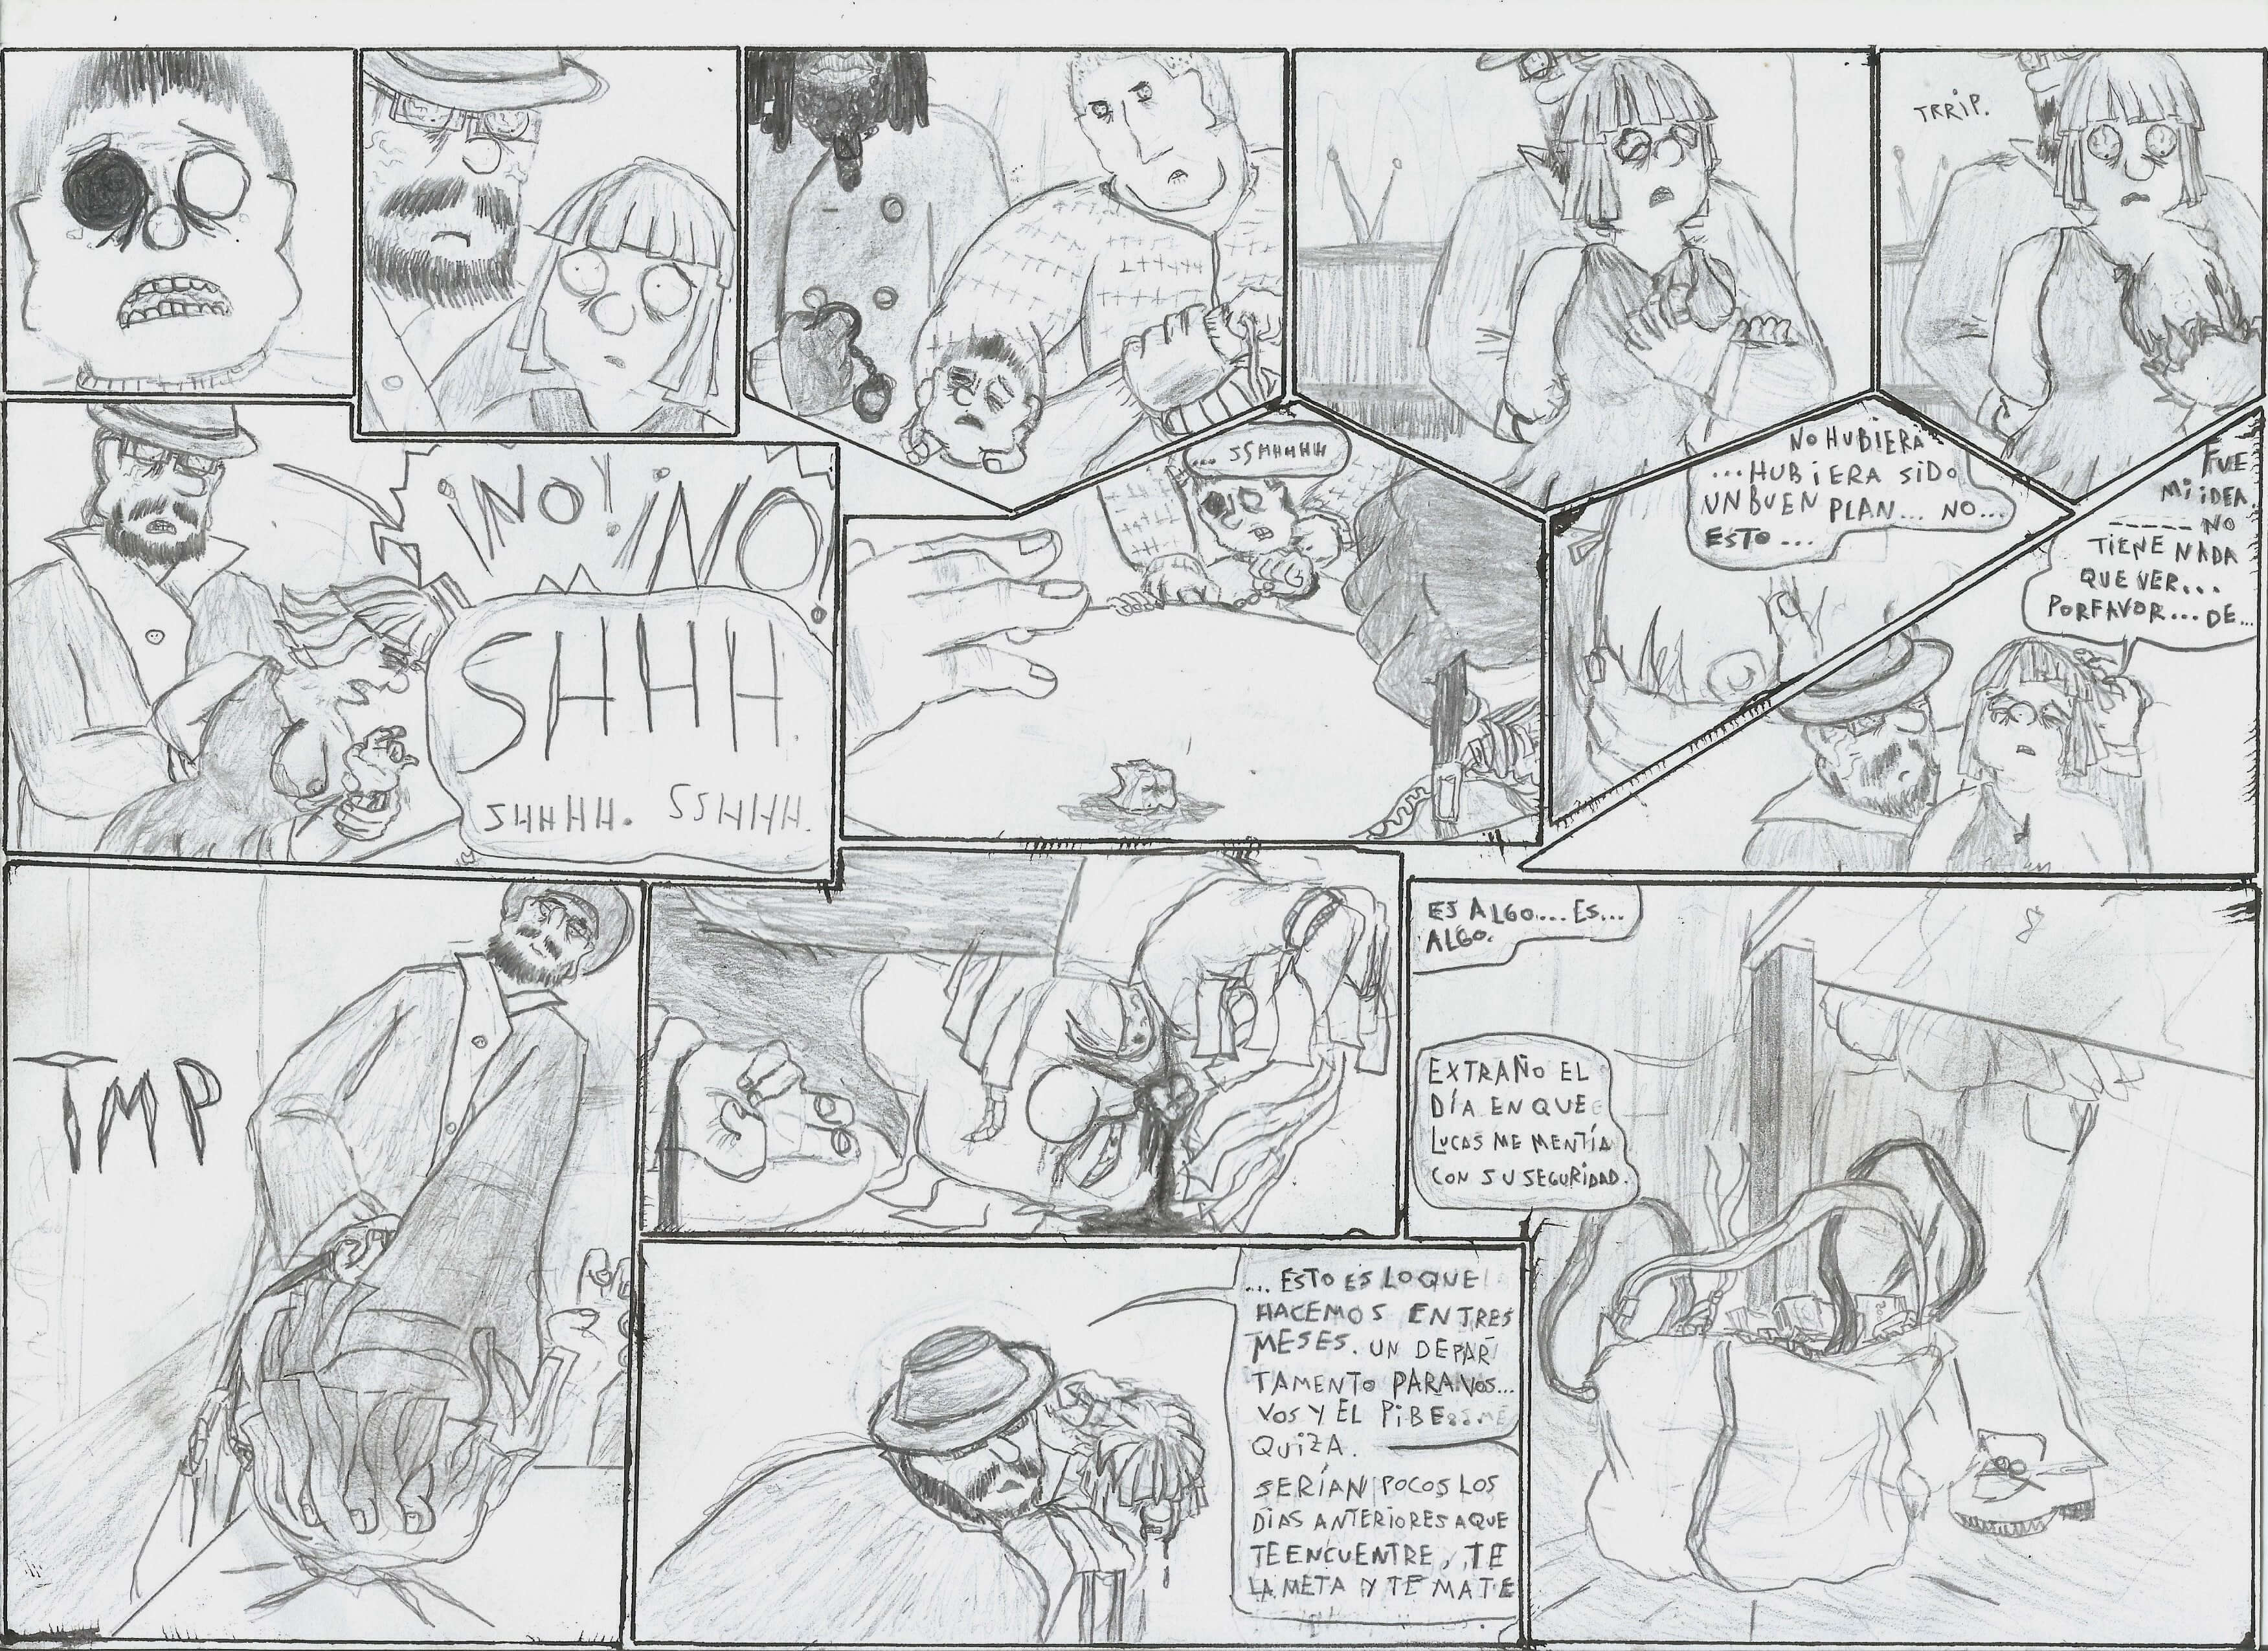 TRRIP.
¡NO!
¡NO!
SHHH.
SHHHH. SSHHH.
... SSHHHHH
NO HUBIERA
...HUBIERA SIDO
UN BUEN PLAN... NO...
ESTO...
FUE
MI IDEA.
----- NO
TIENE NADA
QUE VER...
PORFAVOR... DE...
TMP
ES ALGO.... ES...
ALGO.
EXTRAÑO EL
DÍA EN QUE
LUCAS ME MENTÍA
CON SU SEGURIDAD.
... ESTO ES LO QUE
HACEMOS EN TRES
MESES. UN DEPAR
TAMENTO PARA VOS...
VOS Y EL PIBE
QUIZA.
SERÍAN POCOS LOS
DÍAS ANTERIORES A QUE
TE ENCUENTRE, TE
LA META Y TE MATE